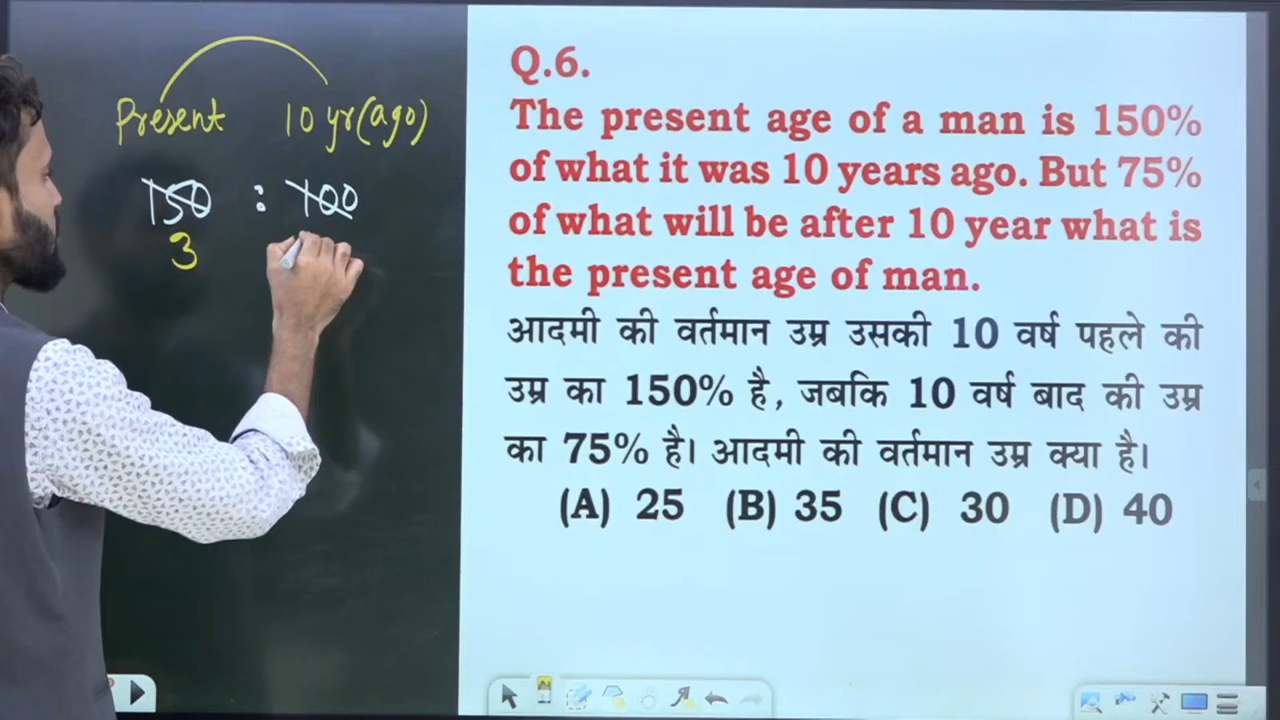 Present 10 yr (ago)
150 : 100
3
Q.6.
The present age of a man is 150%
of what it was 10 years ago. But 75%
of what will be after 10 year what is
the present age of man.
आदमी की वर्तमान उम्र उसकी 10 वर्ष पहले की
उम्र का 150% है, जबकि 10 वर्ष बाद की उम्र
का 75% है। आदमी की वर्तमान उम्र क्या है।
(A) 25 (B) 35 (C) 30 (D) 40